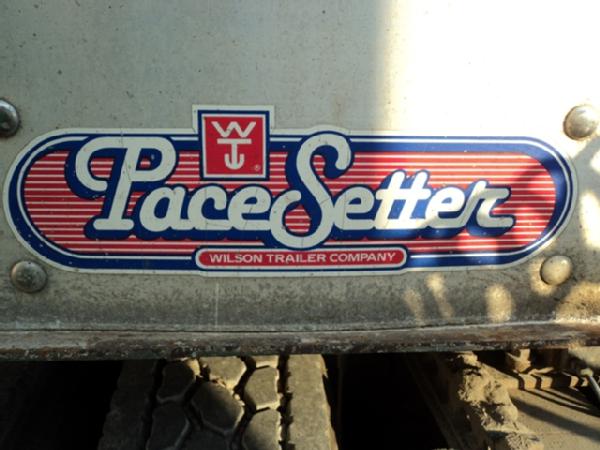 WT
PaceSetter
WILSON TRAILER COMPANY